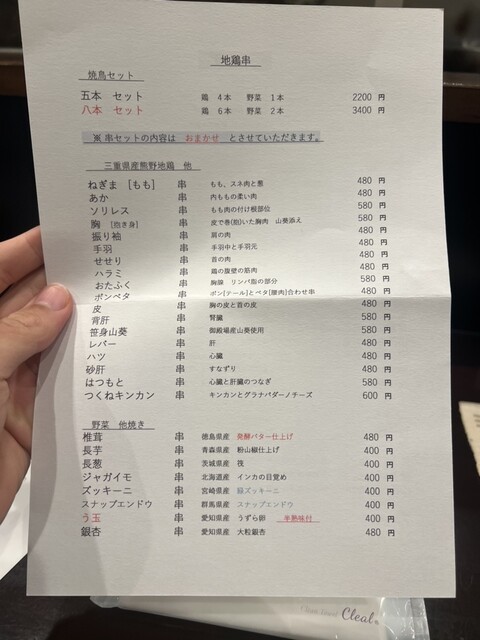 地鶏串
焼鳥セット
五本 セット 鶏 4本 野菜 1本 2200 円
八本 セット 鶏 6本 野菜 2本 3400 円
※ 串セットの内容は おまかせ とさせていただきます。
三重県産熊野地鶏 他
ねぎま [もも] 串 もも、スネ肉と葱 480 円
あか 串 内ももの柔い肉 480 円
ソリレス 串 もも肉の付け根部位 580 円
胸 [抱き身] 串 皮で巻(抱)いた胸肉 山葵添え 580 円
振り袖 串 肩の肉 480 円
手羽 串 手羽中と手羽元 480 円
せせり 串 首の肉 480 円
ハラミ 串 鶏の腹壁の筋肉 480 円
おたふく 串 胸腺 リンパ腺の部分 580 円
ボンペタ 串 ボン[テール]とペタ[腰肉]合わせ串 480 円
皮 串 胸の皮と首の皮 480 円
背肝 串 腎臓 580 円
笹身山葵 串 御殿場産山葵使用 580 円
レバー 串 肝 480 円
ハツ 串 心臓 480 円
砂肝 串 すなずり 480 円
はつもと 串 心臓と肝臓のつなぎ 580 円
つくねキンカン 串 キンカンとグラナパダーノチーズ 600 円
野菜 他焼き
椎茸 串 徳島県産 発酵バター仕上げ 480 円
長芋 串 青森県産 粉山椒仕上げ 400 円
長葱 串 茨城県産 筏 400 円
ジャガイモ 串 北海道産 インカの目覚め 480 円
ズッキーニ 串 宮崎県産 緑ズッキーニ 400 円
スナップエンドウ 串 群馬県産 スナップエンドウ 400 円
う玉 串 愛知県産 うずら卵 半熟味付 400 円
銀杏 串 愛知県産 大粒銀杏 480 円
Cleal